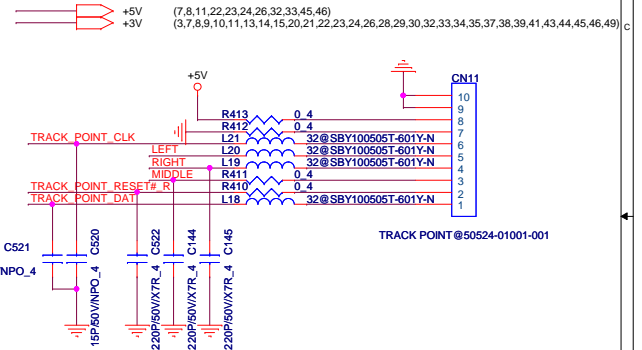 +5V (7,8,11,22,23,24,26,32,33,45,46)
+3V (3,7,8,9,10,11,13,14,15,20,21,22,23,24,26,28,29,30,32,33,34,35,37,38,39,41,43,44,45,46,49)
C
+5V
CN11
10
9
R413 0_4 8
R412 0_4 7
TRACK_POINT_CLK L21 32@SBY100505T-601Y-N 6
LEFT L20 32@SBY100505T-601Y-N 5
RIGHT L19 32@SBY100505T-601Y-N 4
MIDDLE R411 0_4 3
TRACK_POINT_RESET#_R R410 0_4 2
TRACK_POINT_DAT L18 32@SBY100505T-601Y-N 1
TRACK POINT@50524-01001-001
C521
/NPO_4
C520
15P/50V/NPO_4
C522
220P/50V/X7R_4
C144
220P/50V/X7R_4
C145
220P/50V/X7R_4